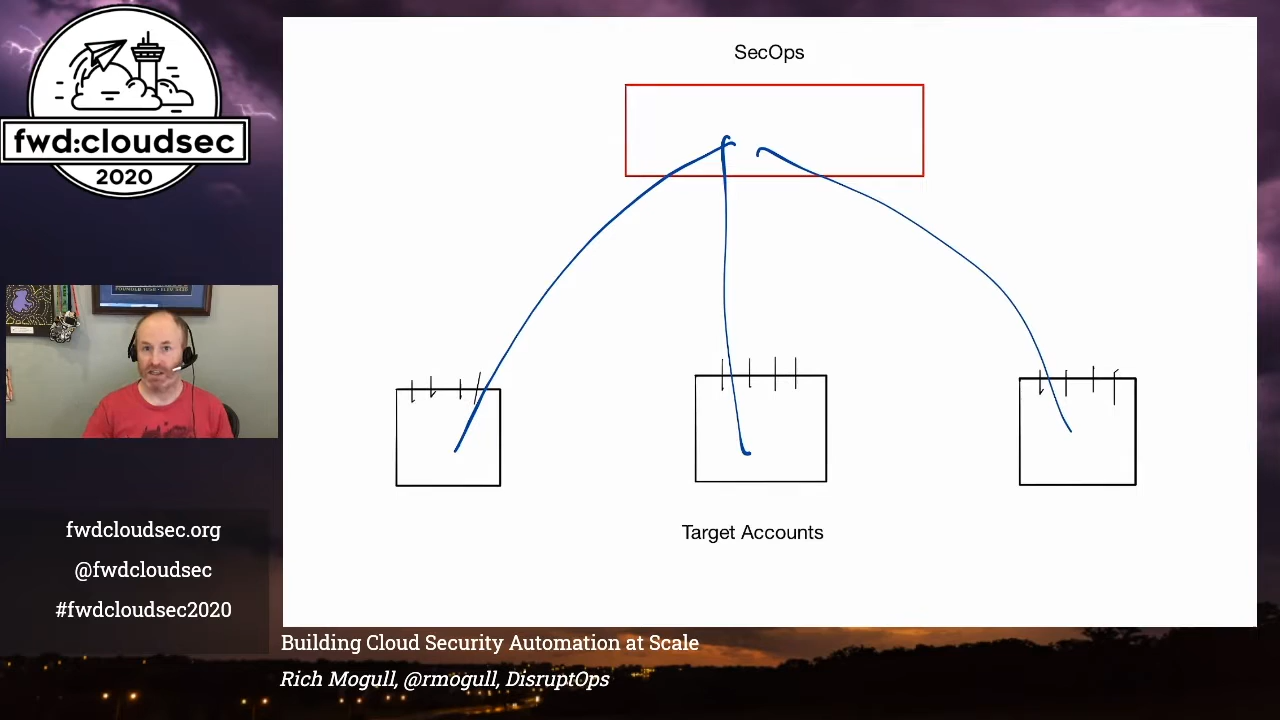 fwd:cloudsec
2020
SecOps
Target Accounts
fwdcloudsec.org
@fwdcloudsec
#fwdcloudsec2020
Building Cloud Security Automation at Scale
Rich Mogull, @rmogull, DisruptOps